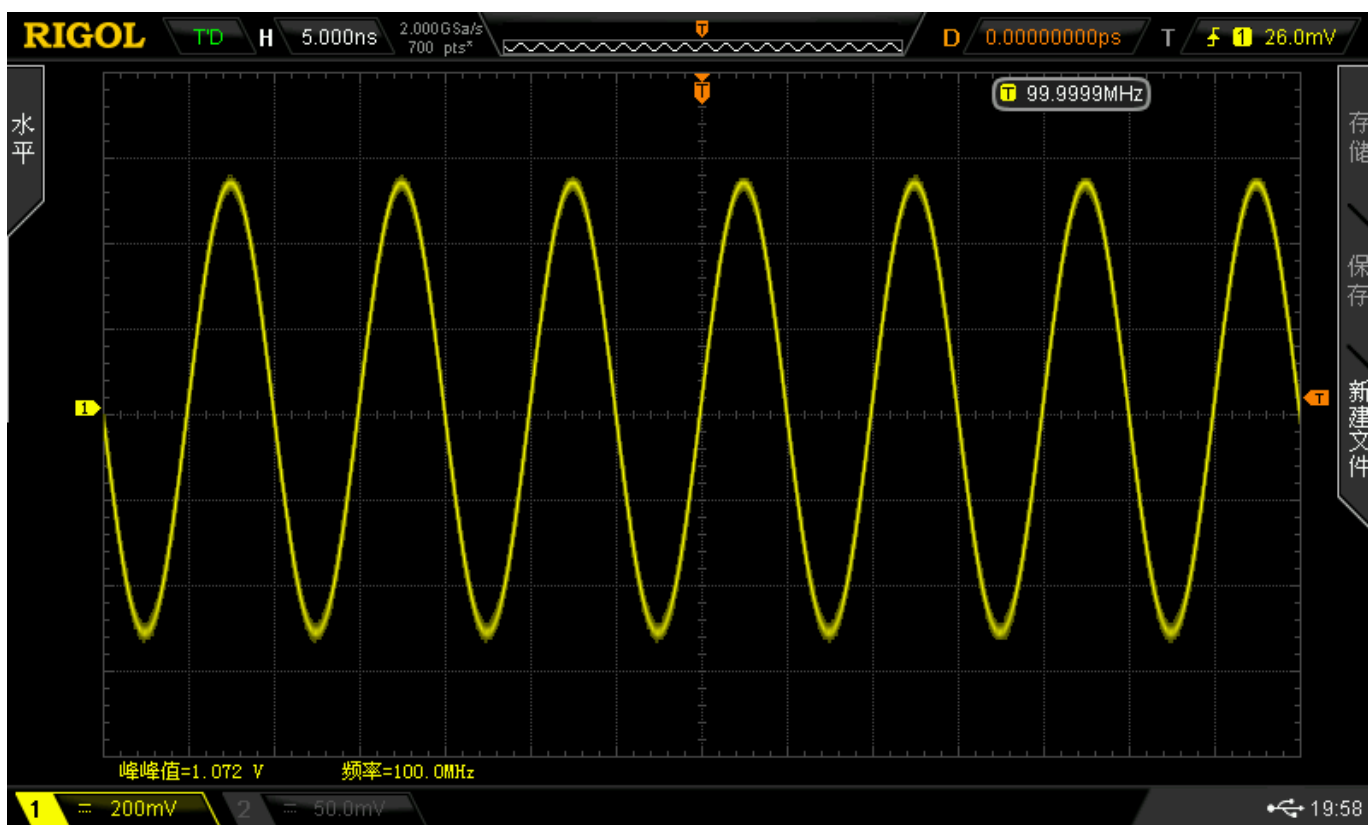 RIGOL T'D H 5.000ns 2.000GSa/s D 0.00000000ps T 1 26.0mV
700 pts*
T
T 99.9999MHz
水平
存储
保存
新建文件
1
T
峰峰值=1.072 V 频率=100.0MHz
1 200mV 2 50.0mV 19:58